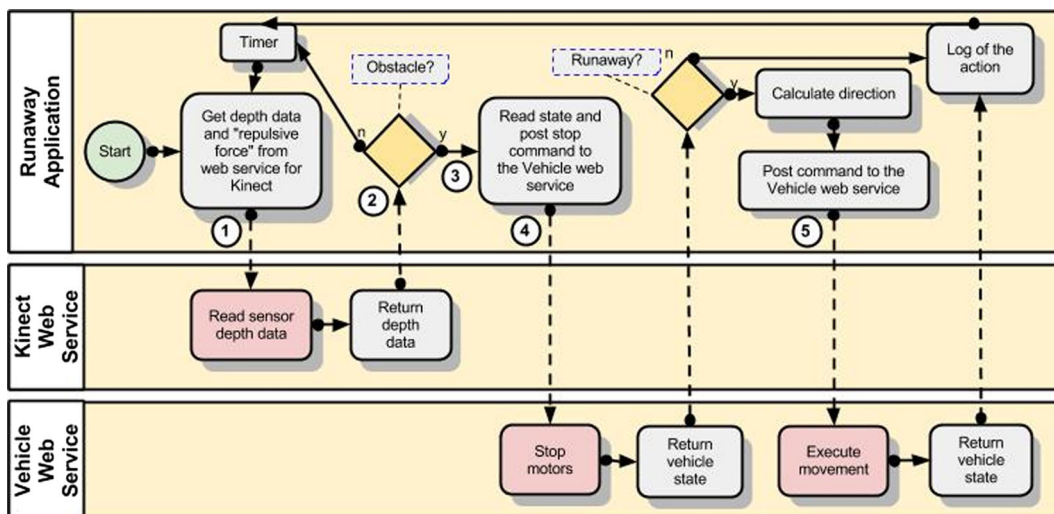 Runaway
Application
Start
Timer
Get depth data
and "repulsive
force" from
web service for
Kinect
1
Obstacle?
n
y
2
3
Read state and
post stop
command to
the Vehicle web
service
4
Runaway?
n
y
Calculate direction
Post command to the
Vehicle web service
5
Log of the
action
Kinect
Web
Service
Read sensor
depth data
Return
depth
data
Vehicle
Web
Service
Stop
motors
Return
vehicle
state
Execute
movement
Return
vehicle
state